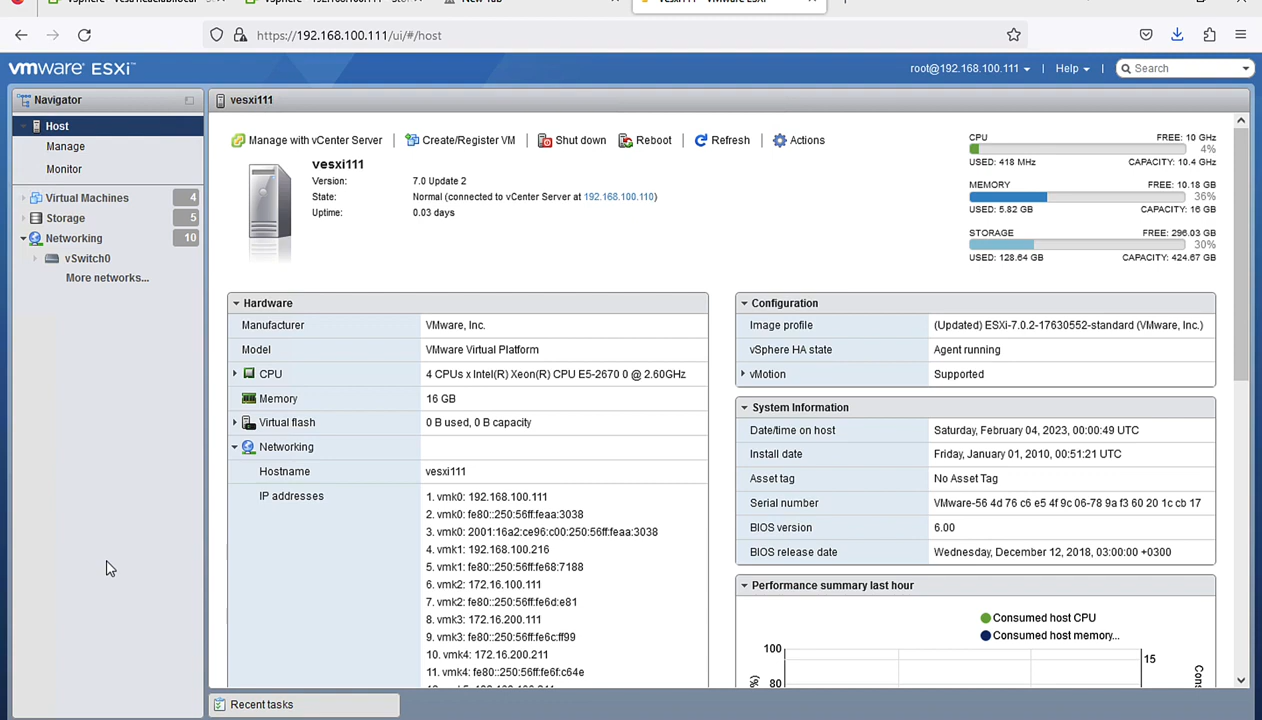 New Tab
https://192.168.100.111/ui/#/host
vmware ESXi™
root@192.168.100.111
Help
Search
Navigator
Host
Manage
Monitor
Virtual Machines 4
Storage 5
Networking 10
vSwitch0
More networks...
vesxi111
Manage with vCenter Server
Create/Register VM
Shut down
Reboot
Refresh
Actions
vesxi111
Version: 7.0 Update 2
State: Normal (connected to vCenter Server at 192.168.100.110)
Uptime: 0.03 days
CPU FREE: 10 GHz
4%
USED: 418 MHz CAPACITY: 10.4 GHz
MEMORY FREE: 10.18 GB
36%
USED: 5.82 GB CAPACITY: 16 GB
STORAGE FREE: 296.03 GB
30%
USED: 128.64 GB CAPACITY: 424.67 GB
Hardware
Manufacturer VMware, Inc.
Model VMware Virtual Platform
CPU 4 CPUs x Intel(R) Xeon(R) CPU E5-2670 0 @ 2.60GHz
Memory 16 GB
Virtual flash 0 B used, 0 B capacity
Networking
Hostname vesxi111
IP addresses 1. vmk0: 192.168.100.111
2. vmk0: fe80::250:56ff:feaa:3038
3. vmk0: 2001:16a2:ce96:c00:250:56ff:feaa:3038
4. vmk1: 192.168.100.216
5. vmk1: fe80::250:56ff:fe68:7188
6. vmk2: 172.16.100.111
7. vmk2: fe80::250:56ff:fe6d:e81
8. vmk3: 172.16.200.111
9. vmk3: fe80::250:56ff:fe6c:ff99
10. vmk4: 172.16.200.211
11. vmk4: fe80::250:56ff:fe6f:c64e
Configuration
Image profile (Updated) ESXi-7.0.2-17630552-standard (VMware, Inc.)
vSphere HA state Agent running
vMotion Supported
System Information
Date/time on host Saturday, February 04, 2023, 00:00:49 UTC
Install date Friday, January 01, 2010, 00:51:21 UTC
Asset tag No Asset Tag
Serial number VMware-56 4d 76 c6 e5 4f 9c 06-78 9a f3 60 20 1c cb 17
BIOS version 6.00
BIOS release date Wednesday, December 12, 2018, 03:00:00 +0300
Performance summary last hour
Consumed host CPU
Consumed host memory...
100
15
80
(%)
Recent tasks